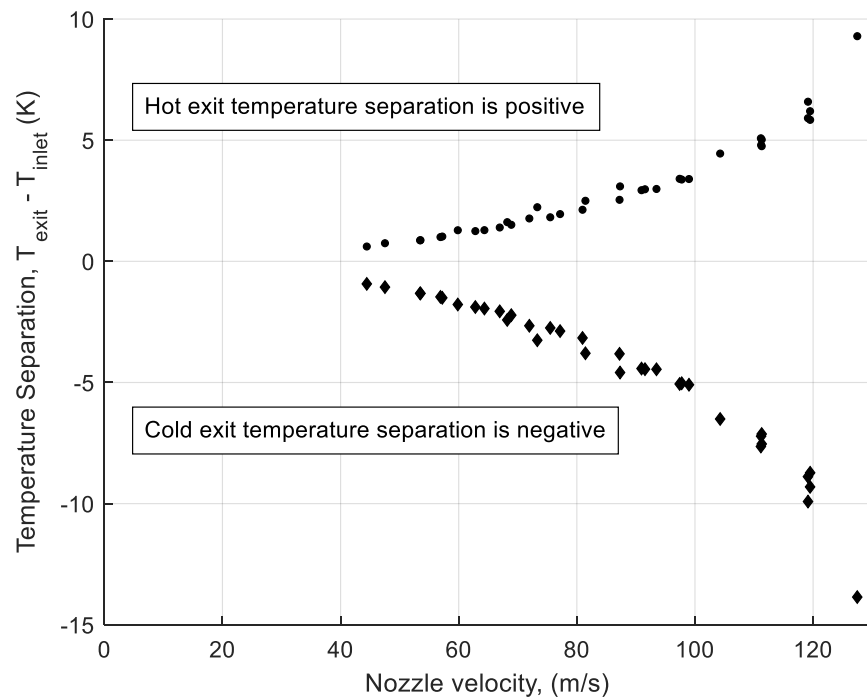 10
5
0
-5
-10
-15
Temperature Separation, T_exit - T_inlet (K)
Hot exit temperature separation is positive
Cold exit temperature separation is negative
0 20 40 60 80 100 120
Nozzle velocity, (m/s)